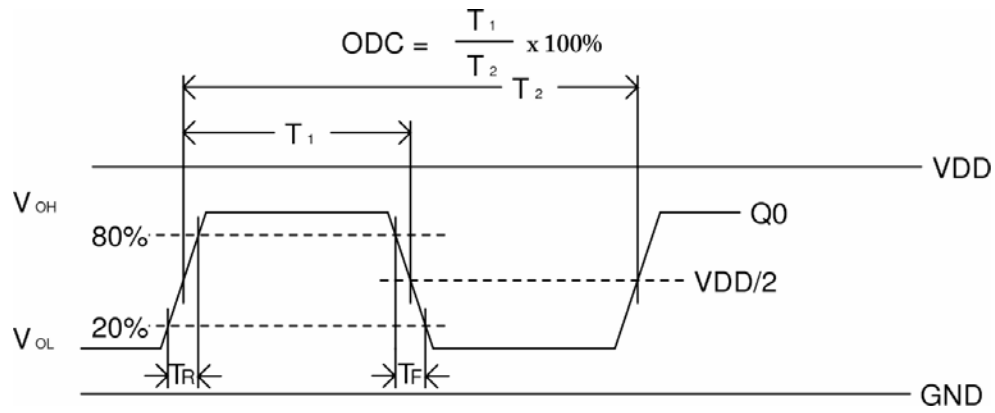 ODC = T₁ / T₂ x 100%
T₂
T₁
VDD
VOH
Q0
80%
VDD/2
20%
VOL
TR
TF
GND